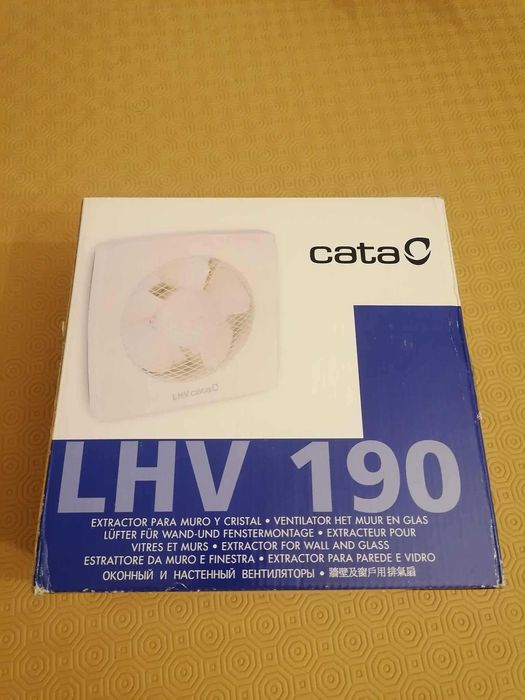 cata
LHV cata
LHV 190
EXTRACTOR PARA MURO Y CRISTAL • VENTILATOR HET MUUR EN GLAS
LÜFTER FÜR WAND-UND FENSTERMONTAGE • EXTRACTEUR POUR
VITRES ET MURS • EXTRACTOR FOR WALL AND GLASS
ESTRATTORE DA MURO E FINESTRA • EXTRACTOR PARA PAREDE E VIDRO
ОКОННЫЙ И НАСТЕННЫЙ ВЕНТИЛЯТОРЫ • 牆壁及窗戶用排氣扇